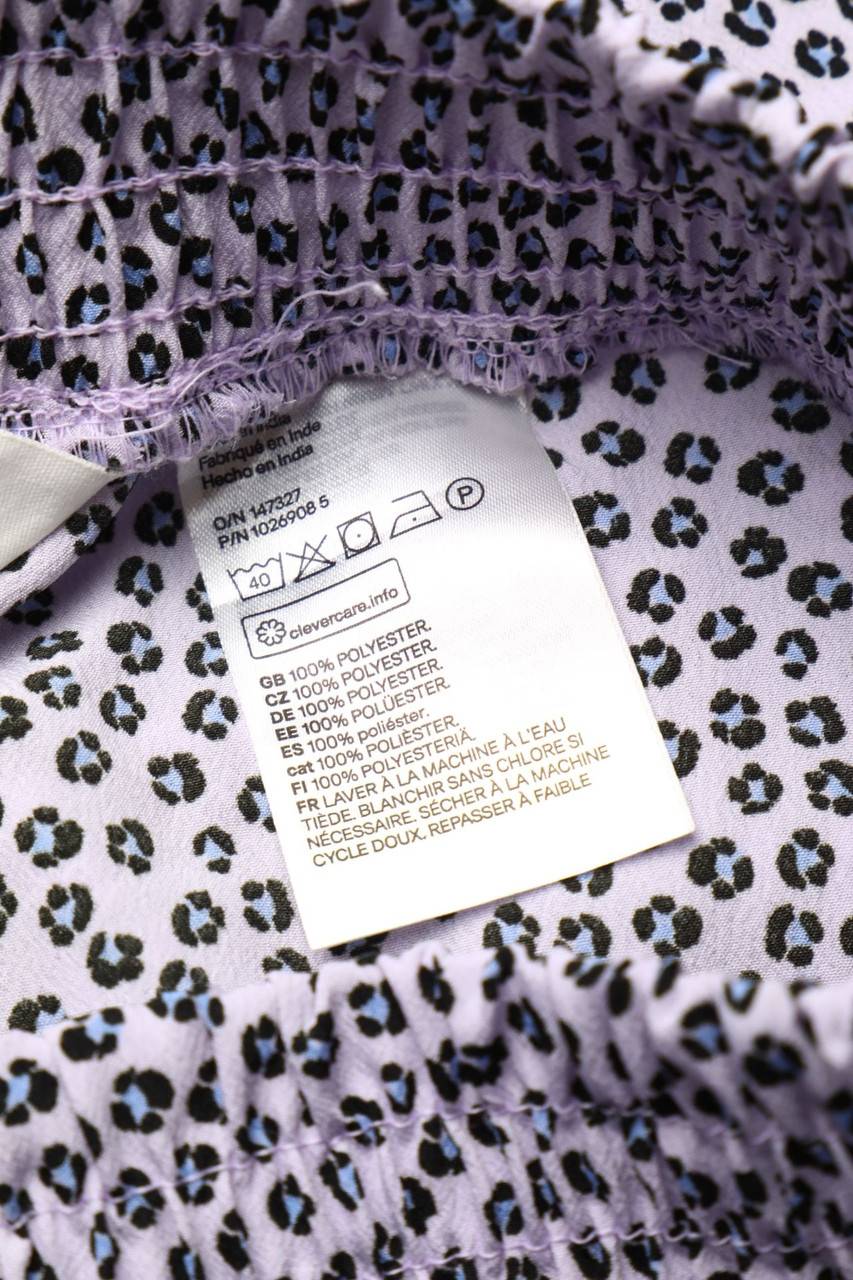 Fabriqué en Inde
Hecho en India
O/N 147327
P/N 1026908 5
P
40
clevercare.info
GB 100% POLYESTER.
CZ 100% POLYESTER.
DE 100% POLYESTER.
EE 100% POLÜESTER.
ES 100% poliéster.
cat 100% POLIÈSTER.
FI 100% POLYESTERIÄ.
FR LAVER À LA MACHINE À L'EAU
TIÈDE. BLANCHIR SANS CHLORE SI
NÉCESSAIRE. SÉCHER À LA MACHINE
CYCLE DOUX. REPASSER À FAIBLE